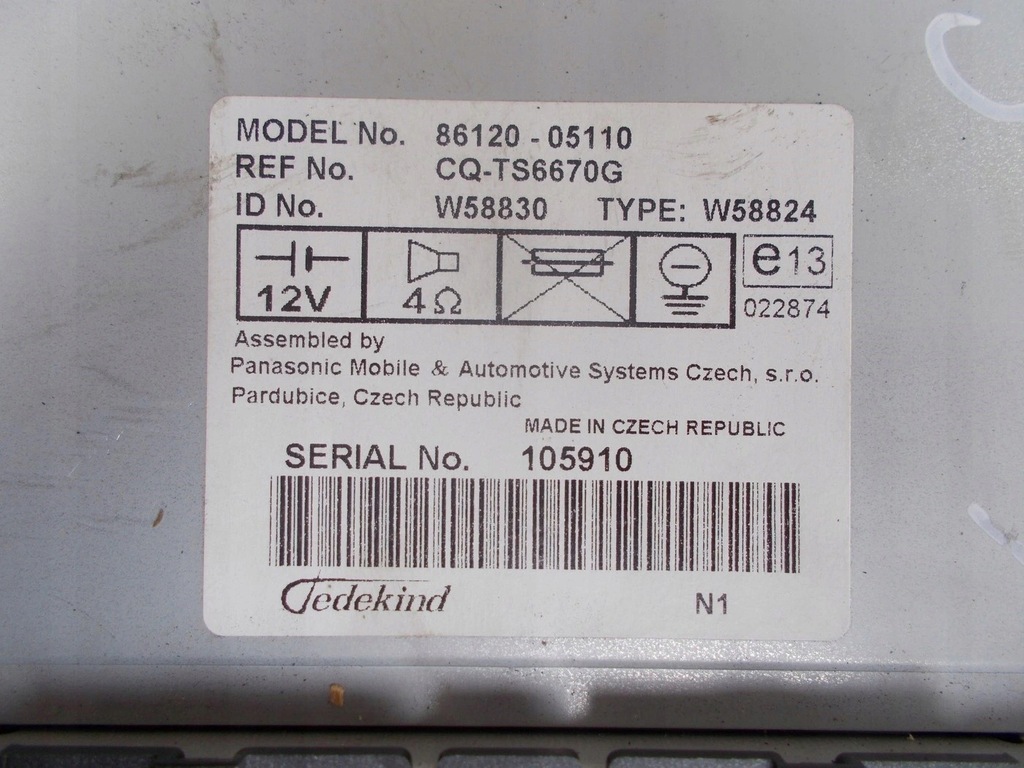 MODEL No. 86120 - 05110
REF No. CQ-TS6670G
ID No. W58830 TYPE: W58824
12V 4Ω e13
022874
Assembled by
Panasonic Mobile & Automotive Systems Czech, s.r.o.
Pardubice, Czech Republic
MADE IN CZECH REPUBLIC
SERIAL No. 105910
Tedekind N1